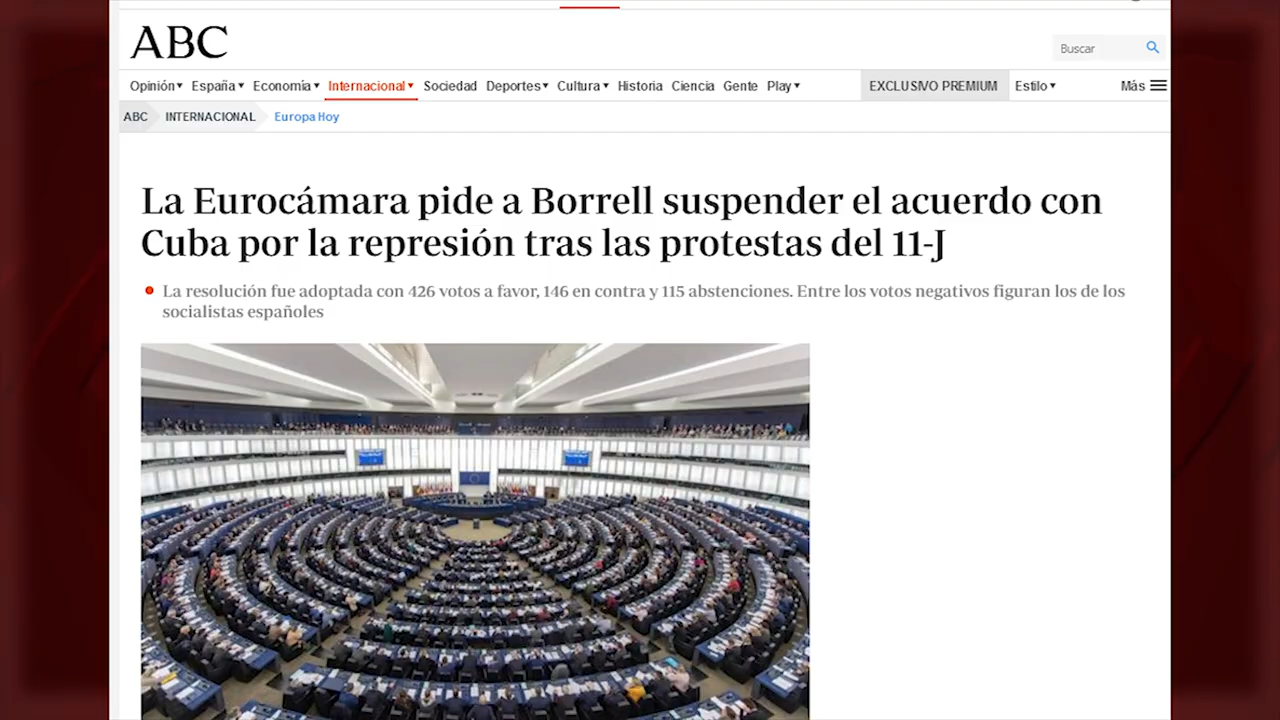 ABC
Buscar
Opinión España Economía Internacional Sociedad Deportes Cultura Historia Ciencia Gente Play EXCLUSIVO PREMIUM Estilo Más
ABC INTERNACIONAL Europa Hoy
La Eurocámara pide a Borrell suspender el acuerdo con
Cuba por la represión tras las protestas del 11-J
La resolución fue adoptada con 426 votos a favor, 146 en contra y 115 abstenciones. Entre los votos negativos figuran los de los
socialistas españoles